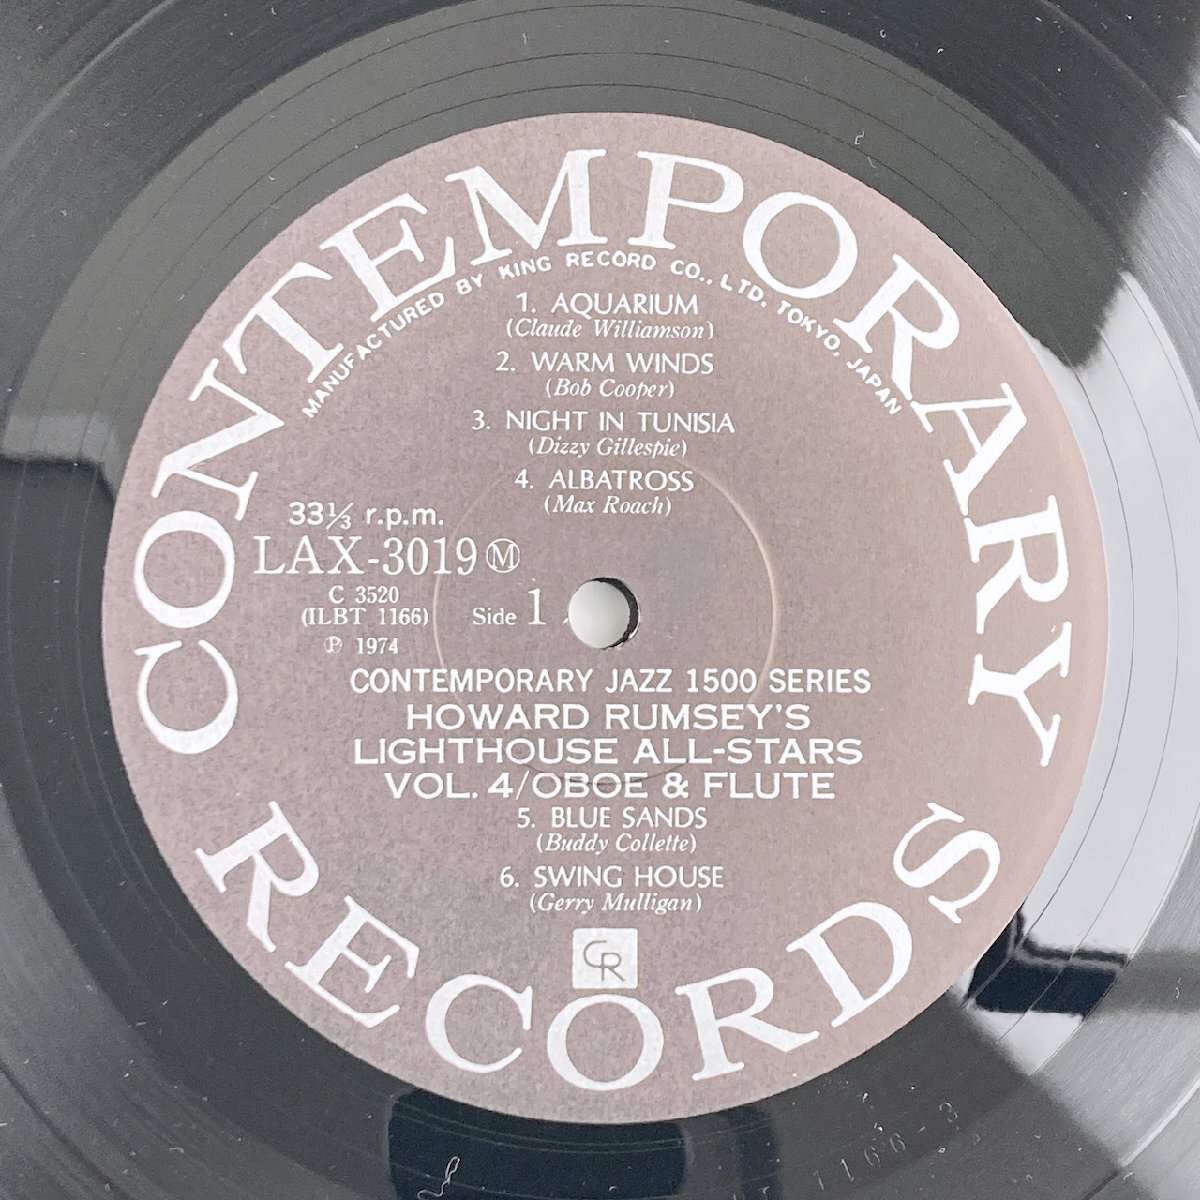 CONTEMPORARY RECORDS
MANUFACTURED BY KING RECORD CO., LTD. TOKYO, JAPAN
1. AQUARIUM
(Claude Williamson)
2. WARM WINDS
(Bob Cooper)
3. NIGHT IN TUNISIA
(Dizzy Gillespie)
4. ALBATROSS
(Max Roach)
33⅓ r.p.m.
LAX-3019 Ⓜ
C 3520
(ILBT 1166)
℗ 1974
Side 1
CONTEMPORARY JAZZ 1500 SERIES
HOWARD RUMSEY'S
LIGHTHOUSE ALL-STARS
VOL. 4/OBOE & FLUTE
5. BLUE SANDS
(Buddy Collette)
6. SWING HOUSE
(Gerry Mulligan)
CR